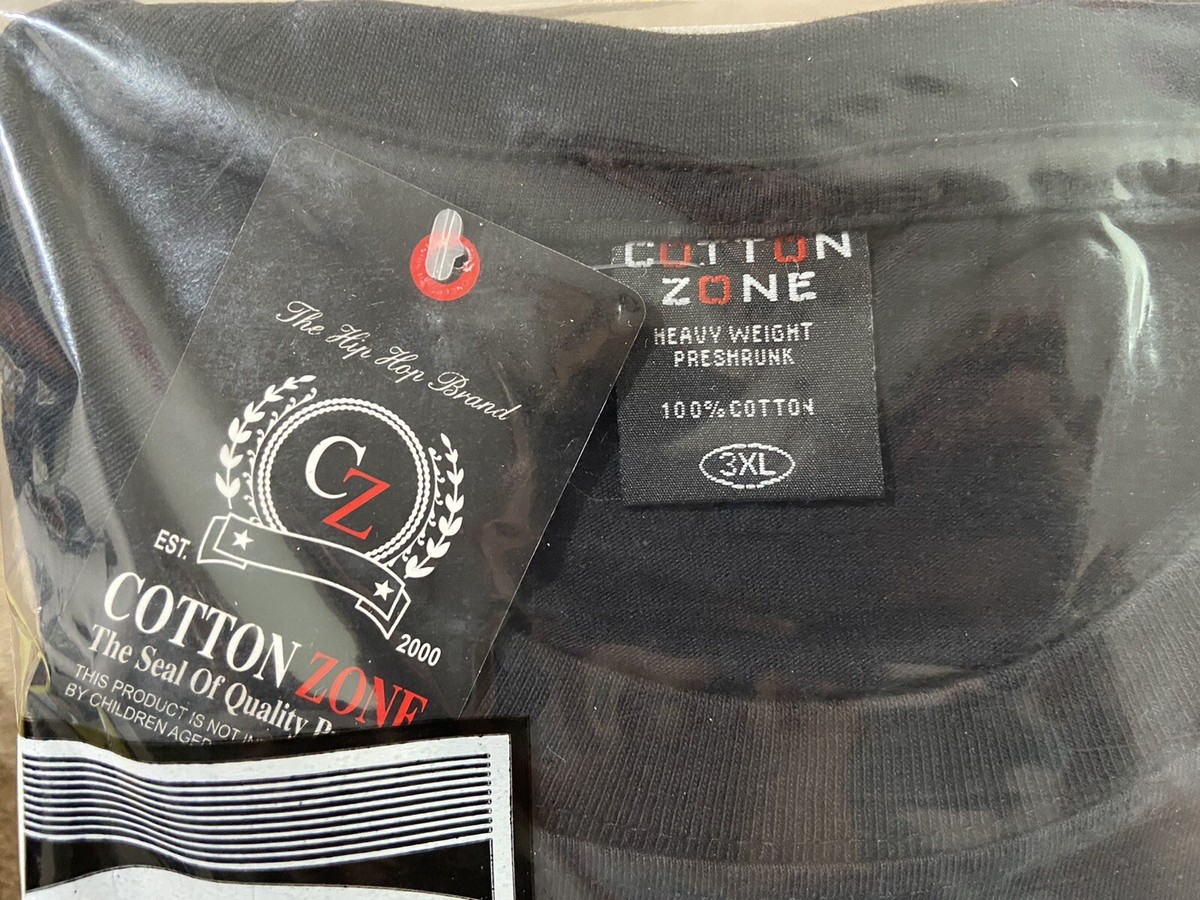 The Hip Hop Brand
CZ
EST.
2000
COTTON ZONE
The Seal Of Quality
THIS PRODUCT IS NOT
BY CHILDREN AGED
COTTON
ZONE
HEAVY WEIGHT
PRESHRUNK
100% COTTON
3XL